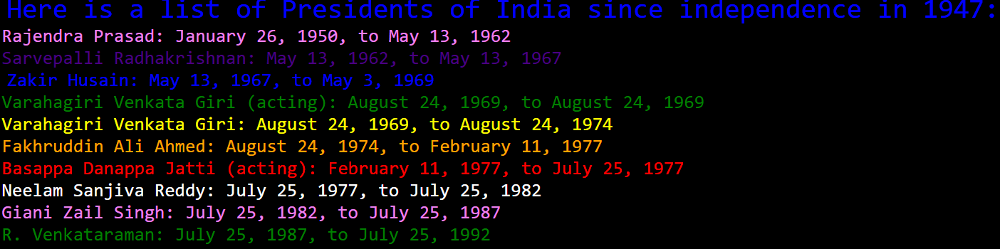 Here is a list of Presidents of India since independence in 1947:
Rajendra Prasad: January 26, 1950, to May 13, 1962
Sarvepalli Radhakrishnan: May 13, 1962, to May 13, 1967
Zakir Husain: May 13, 1967, to May 3, 1969
Varahagiri Venkata Giri (acting): August 24, 1969, to August 24, 1969
Varahagiri Venkata Giri: August 24, 1969, to August 24, 1974
Fakhruddin Ali Ahmed: August 24, 1974, to February 11, 1977
Basappa Danappa Jatti (acting): February 11, 1977, to July 25, 1977
Neelam Sanjiva Reddy: July 25, 1977, to July 25, 1982
Giani Zail Singh: July 25, 1982, to July 25, 1987
R. Venkataraman: July 25, 1987, to July 25, 1992